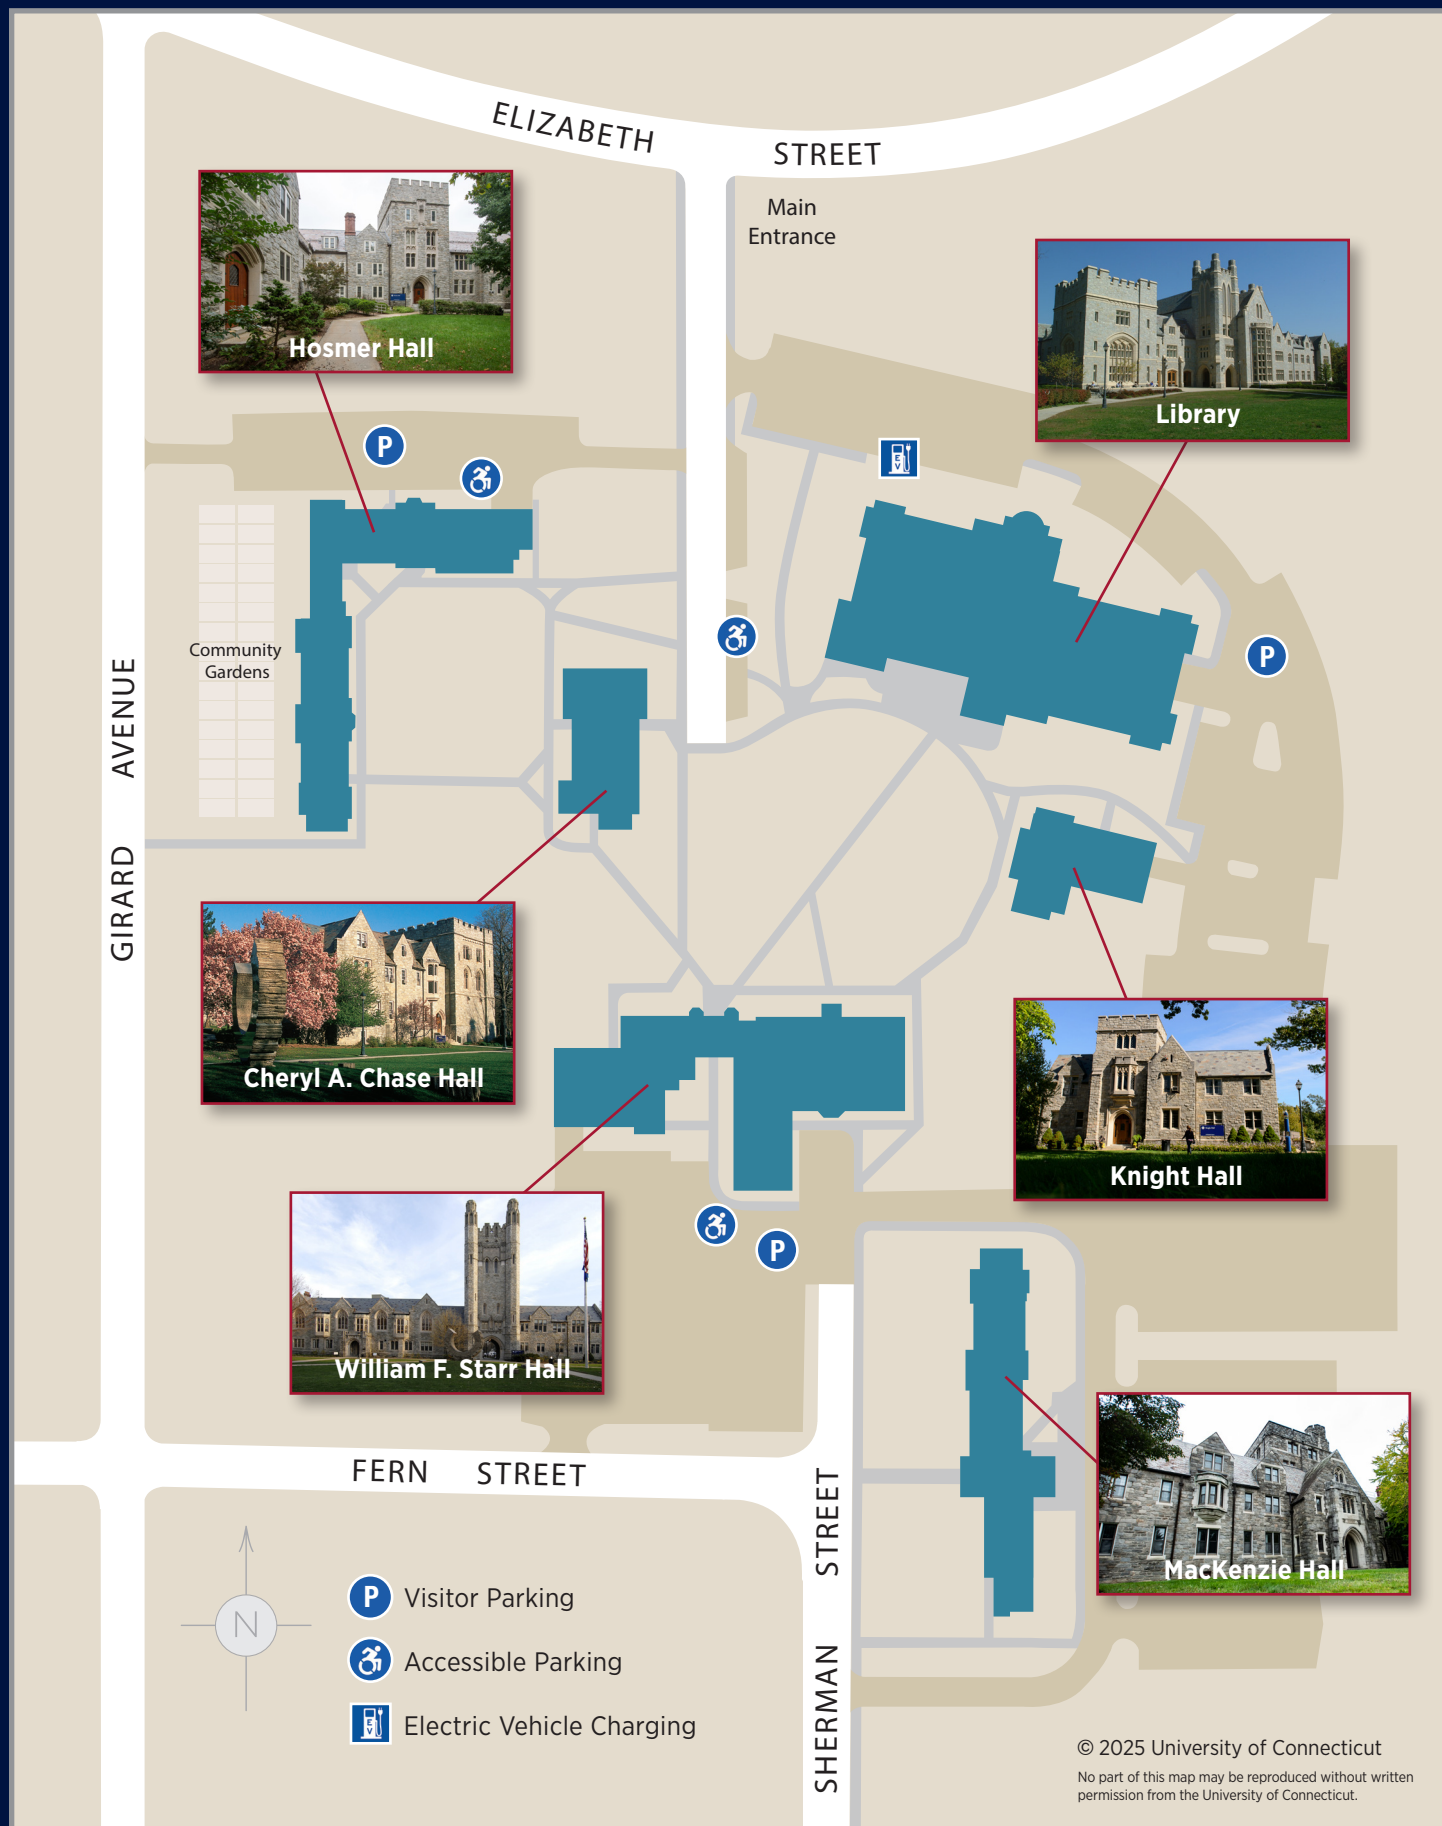 ELIZABETH STREET
Main
Entrance
Hosmer Hall
Library
P
EV
Community
Gardens
P
GIRARD AVENUE
Cheryl A. Chase Hall
Knight Hall
William F. Starr Hall
P
MacKenzie Hall
FERN STREET
SHERMAN STREET
N
P Visitor Parking
Accessible Parking
EV Electric Vehicle Charging
© 2025 University of Connecticut
No part of this map may be reproduced without written
permission from the University of Connecticut.